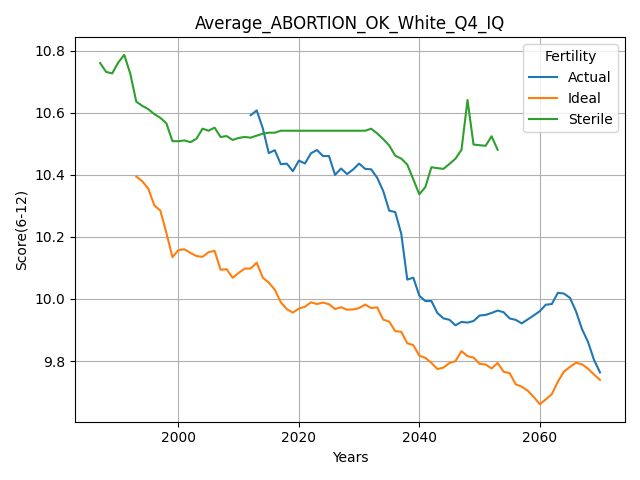 Average_ABORTION_OK_White_Q4_IQ
Fertility
Actual
Ideal
Sterile
Score(6-12)
10.8
10.6
10.4
10.2
10.0
9.8
2000
2020
2040
2060
Years